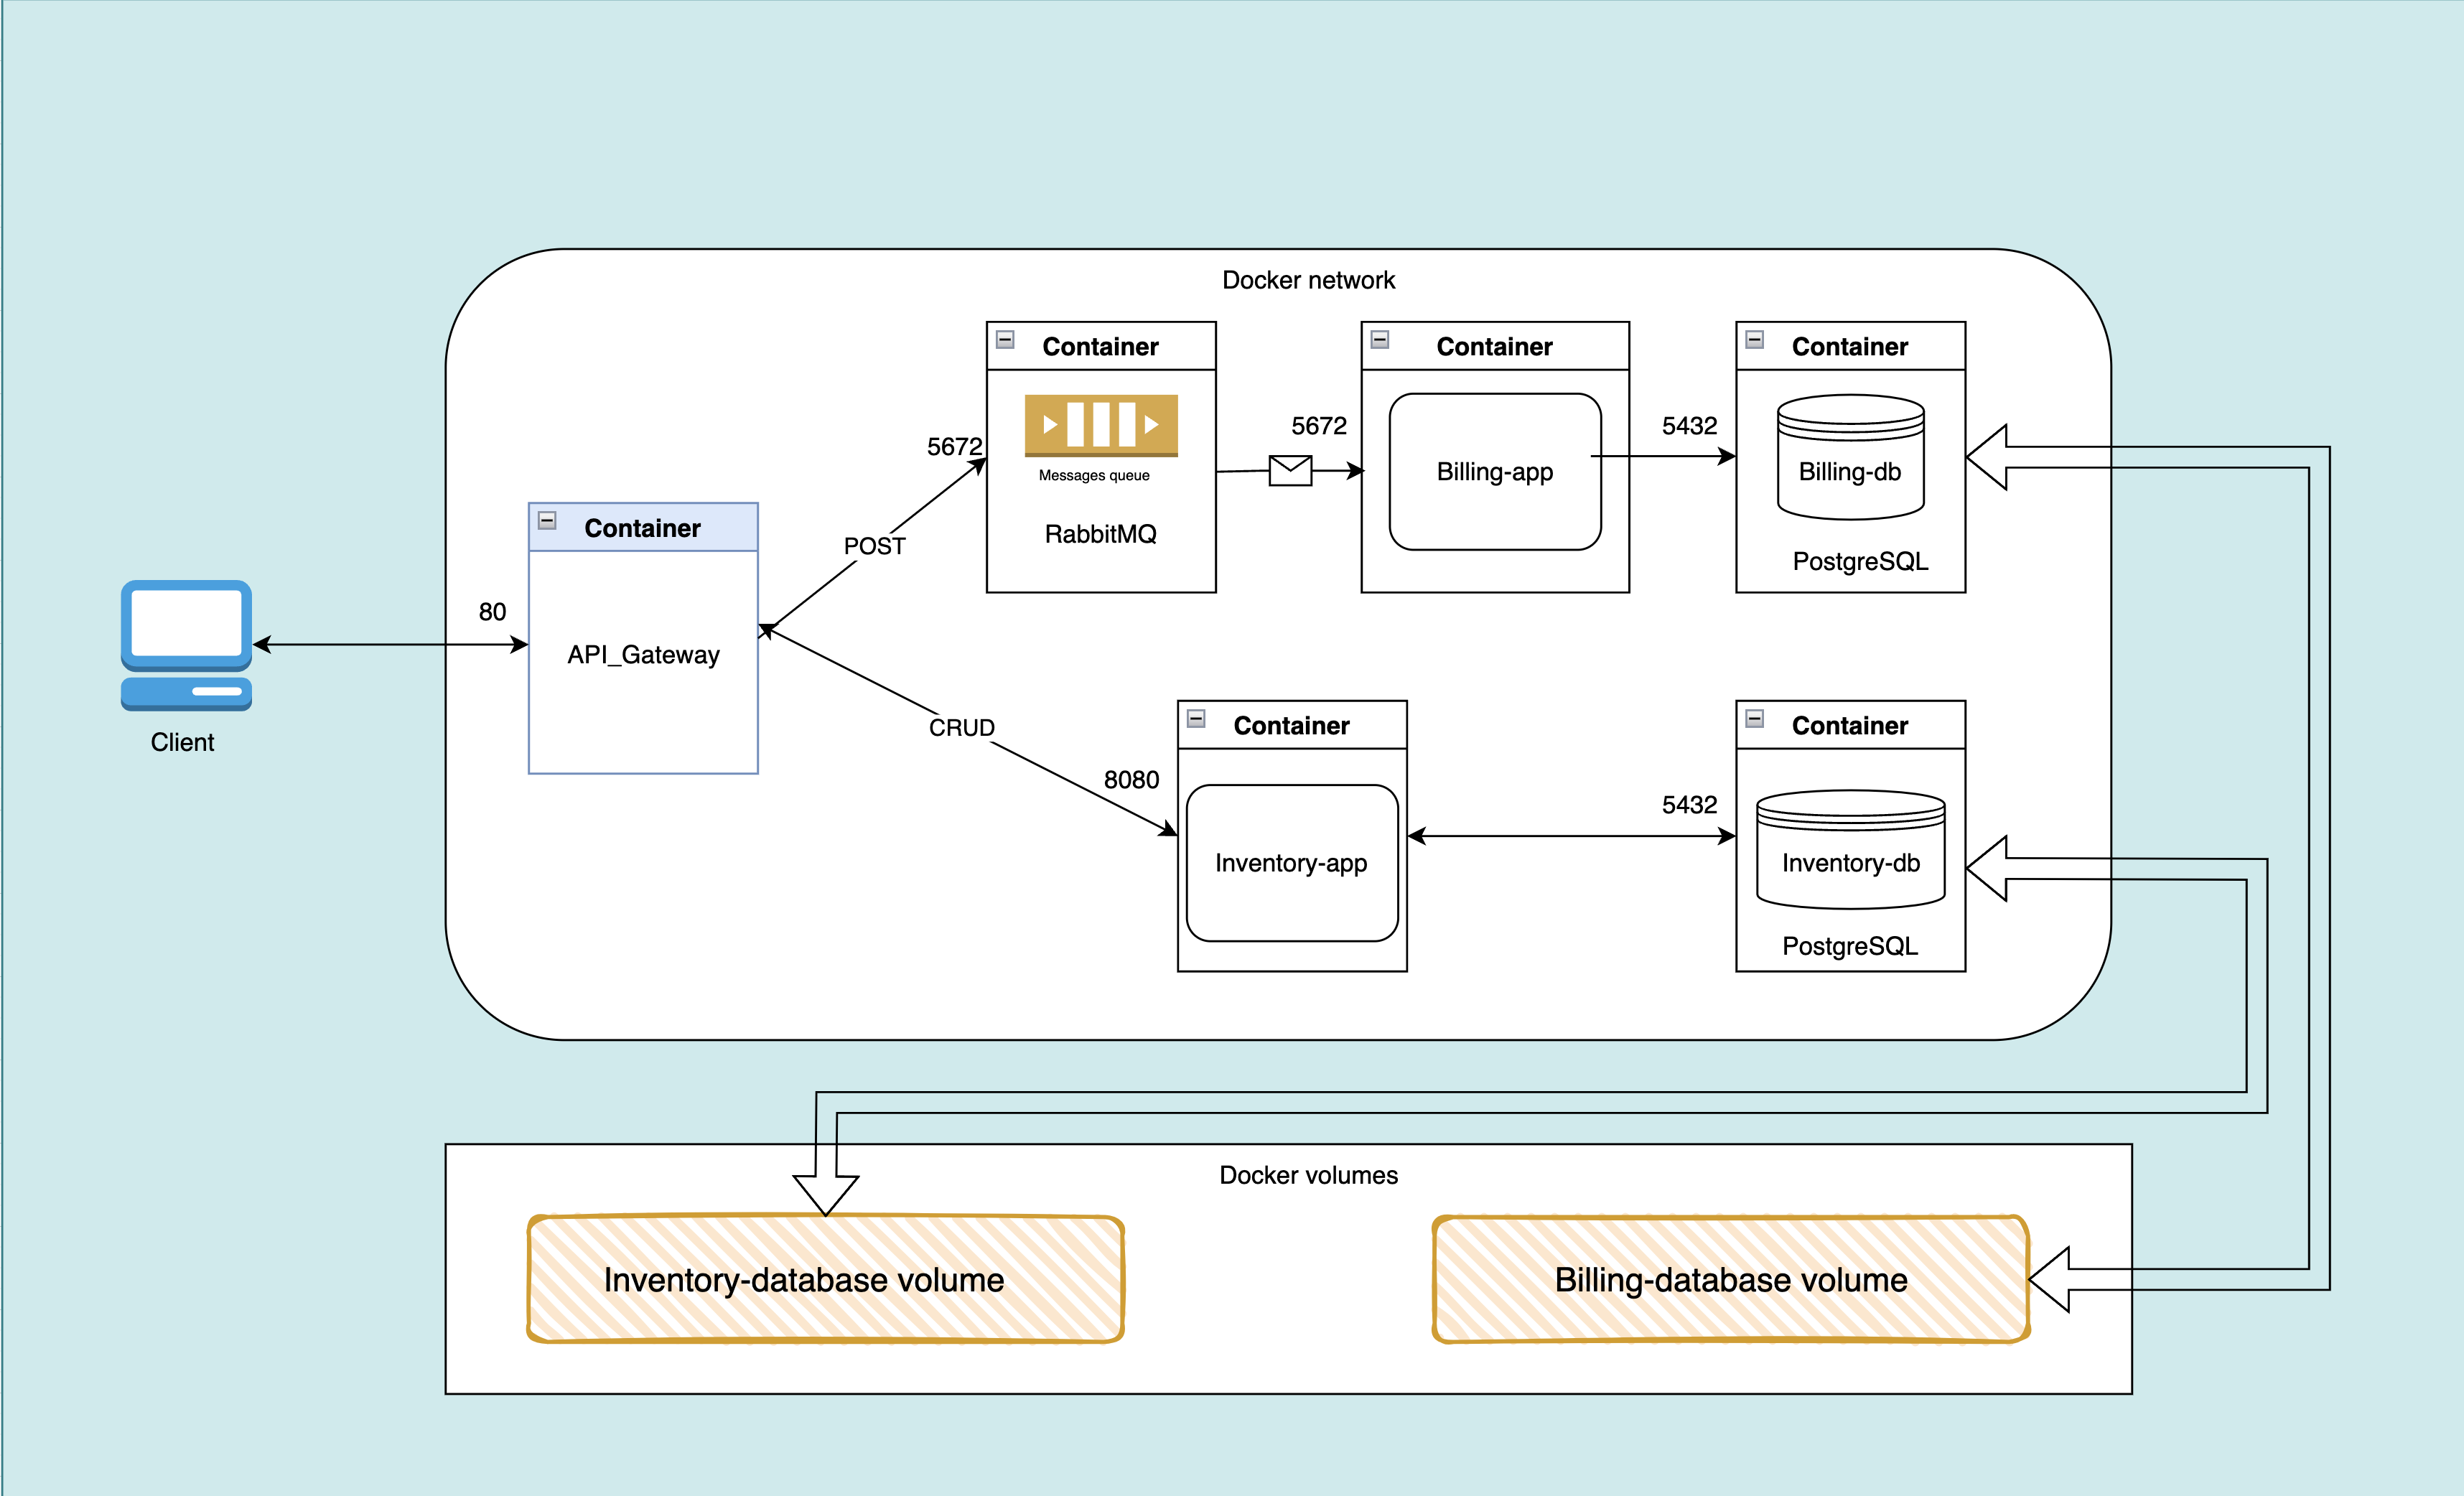 Docker network
Container
Messages queue
RabbitMQ
5672
Container
Billing-app
5432
Container
Billing-db
PostgreSQL
5672
POST
Client
80
Container
API_Gateway
CRUD
8080
Container
Inventory-app
5432
Container
Inventory-db
PostgreSQL
Docker volumes
Inventory-database volume
Billing-database volume